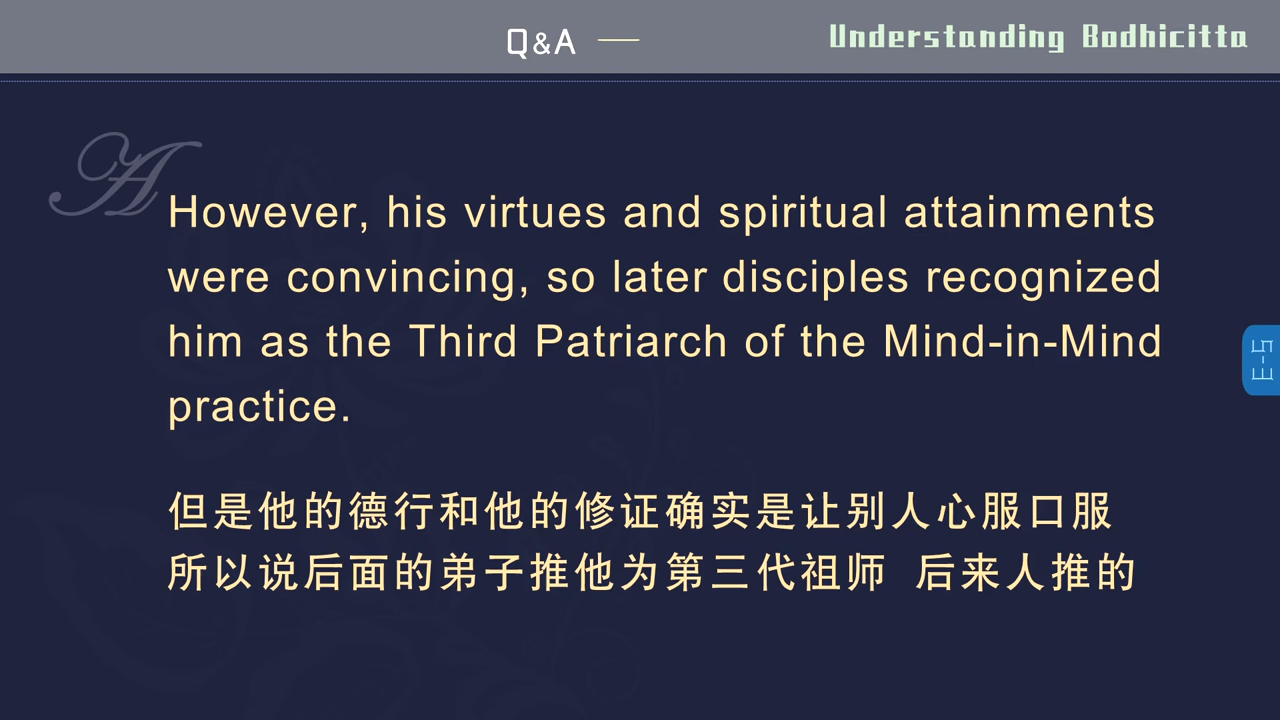 Q&A
Understanding Bodhicitta
A
However, his virtues and spiritual attainments
were convincing, so later disciples recognized
him as the Third Patriarch of the Mind-in-Mind
practice.
但是他的德行和他的修证确实是让别人心服口服
所以说后面的弟子推他为第三代祖师 后来人推的